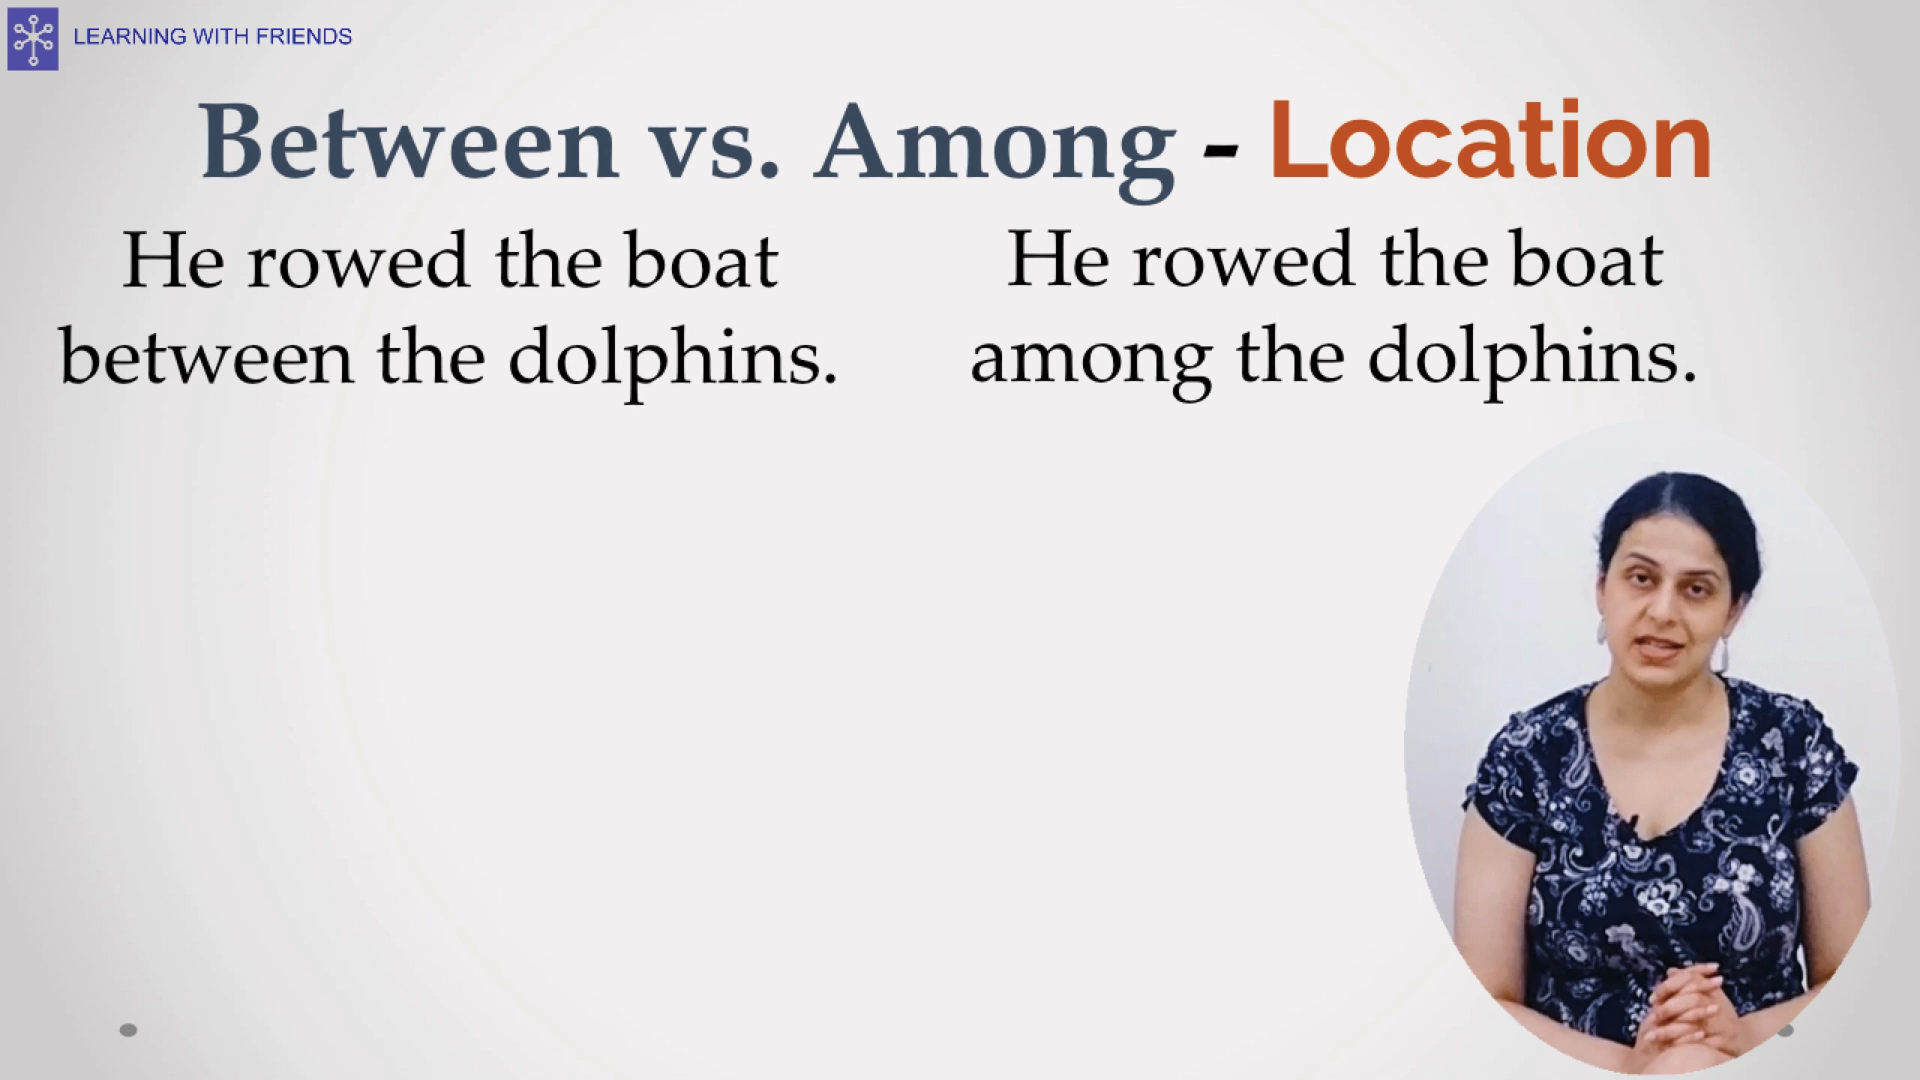 LEARNING WITH FRIENDS
Between vs. Among - Location
He rowed the boat
between the dolphins.
He rowed the boat
among the dolphins.